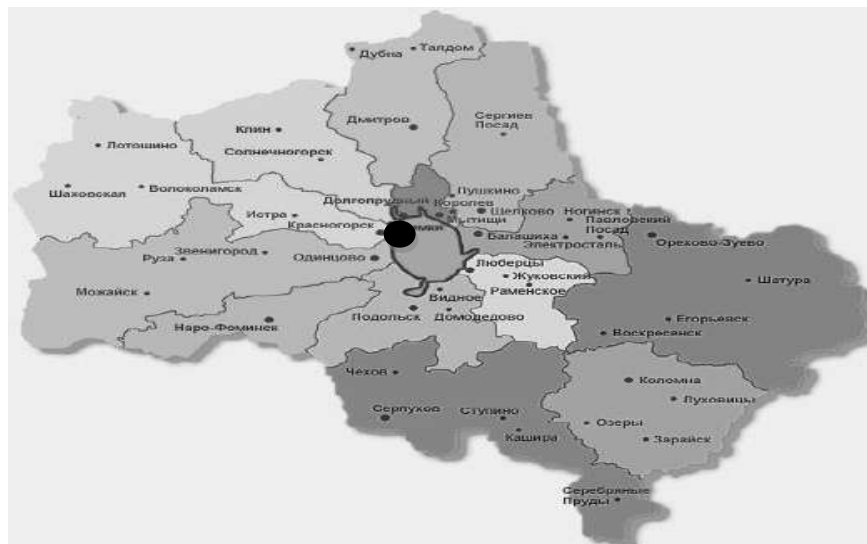 Дубна
Талдом
Дмитров
Сергиев
Посад
Клин
Солнечногорск
Лотошино
Шаховская
Волоколамск
Пушкино
Долгопрудный
Королев
Щелково
Мытищи
Ногинск
Павловский
Посад
Истра
Красногорск
Балашиха
Электросталь
Орехово-Зуево
Звенигород
Руза
Одинцово
Люберцы
Жуковский
Раменское
Шатура
Можайск
Видное
Подольск
Домодедово
Наро-Фоминск
Егорьевск
Воскресенск
Чехов
Коломна
Луховицы
Серпухов
Ступино
Озеры
Кашира
Зарайск
Серебряные
Пруды